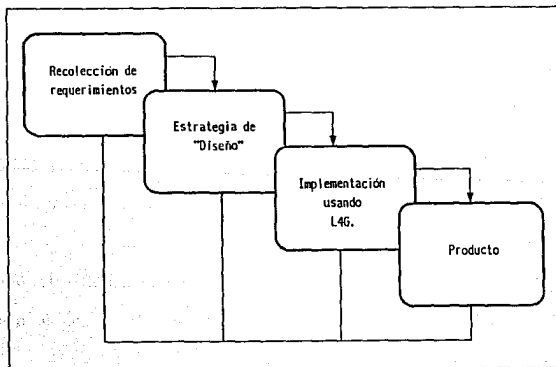 Recolección de
requerimientos
Estrategia de
"Diseño"
Implementación
usando
L4G.
Producto